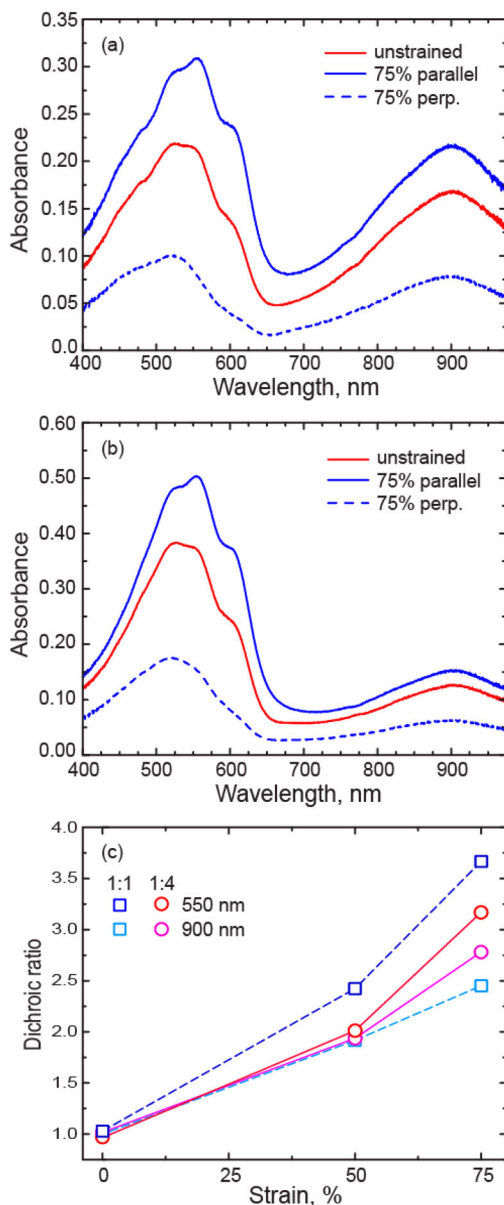 (a)
unstrained
75% parallel
75% perp.
0.35
0.30
0.25
0.20
0.15
0.10
0.05
0.0
Absorbance
400 500 600 700 800 900
Wavelength, nm
(b)
unstrained
75% parallel
75% perp.
0.60
0.50
0.40
0.30
0.20
0.10
0.00
Absorbance
400 500 600 700 800 900
Wavelength, nm
(c)
1:1 1:4
550 nm
900 nm
4.0
3.5
3.0
2.5
2.0
1.5
1.0
Dichroic ratio
0 25 50 75
Strain, %